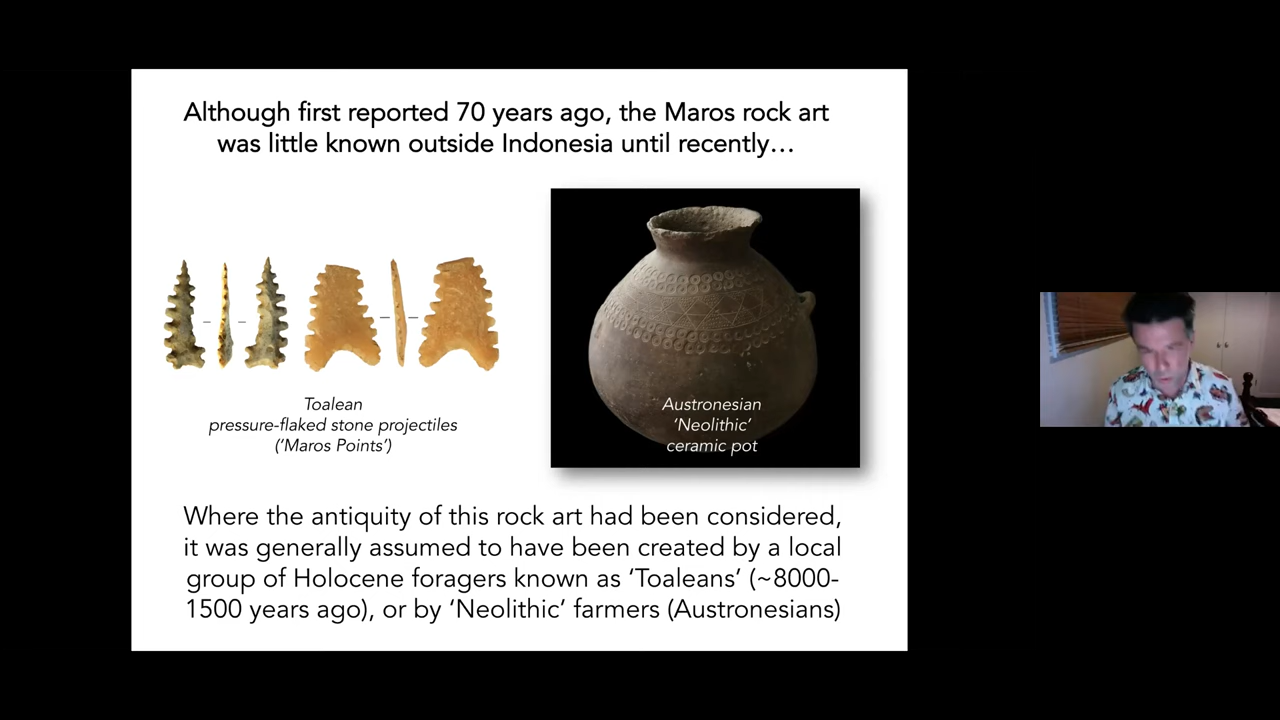 Although first reported 70 years ago, the Maros rock art
was little known outside Indonesia until recently…
Toalean
pressure-flaked stone projectiles
(‘Maros Points’)
Austronesian
‘Neolithic’
ceramic pot
Where the antiquity of this rock art had been considered,
it was generally assumed to have been created by a local
group of Holocene foragers known as ‘Toaleans’ (~8000-
1500 years ago), or by ‘Neolithic’ farmers (Austronesians)